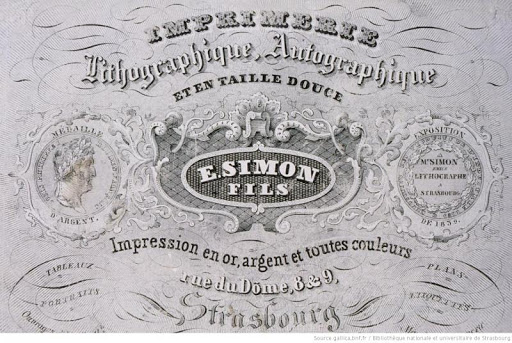 IMPRIMERIE
Lithographique, Autographique
ET EN TAILLE DOUCE
MÉDAILLE
D'ARGENT.
E. SIMON
FILS
EXPOSITION
Mr SIMON
LITHOGRAPHE
A
STRASBOURG
DE 1839.
Impression en or, argent et toutes couleurs
rue du Dôme, 6 & 9,
Strasbourg
TABLEAUX
PORTRAITS
PLANS
ETIQUETTES
Source gallica.bnf.fr / Bibliothèque nationale et universitaire de Strasbourg